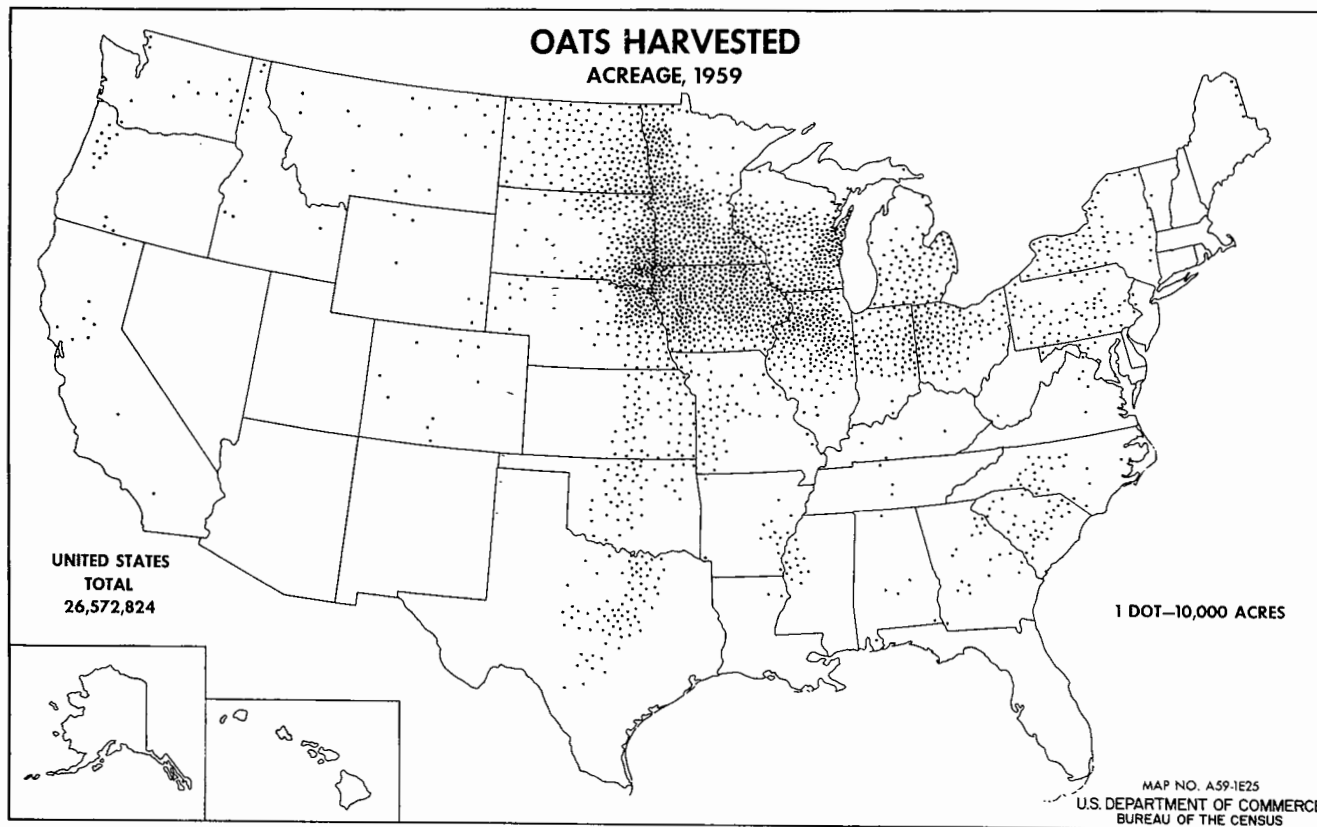 OATS HARVESTED
ACREAGE, 1959
UNITED STATES
TOTAL
26,572,824
1 DOT—10,000 ACRES
MAP NO. A59-1E25
U.S. DEPARTMENT OF COMMERCE
BUREAU OF THE CENSUS